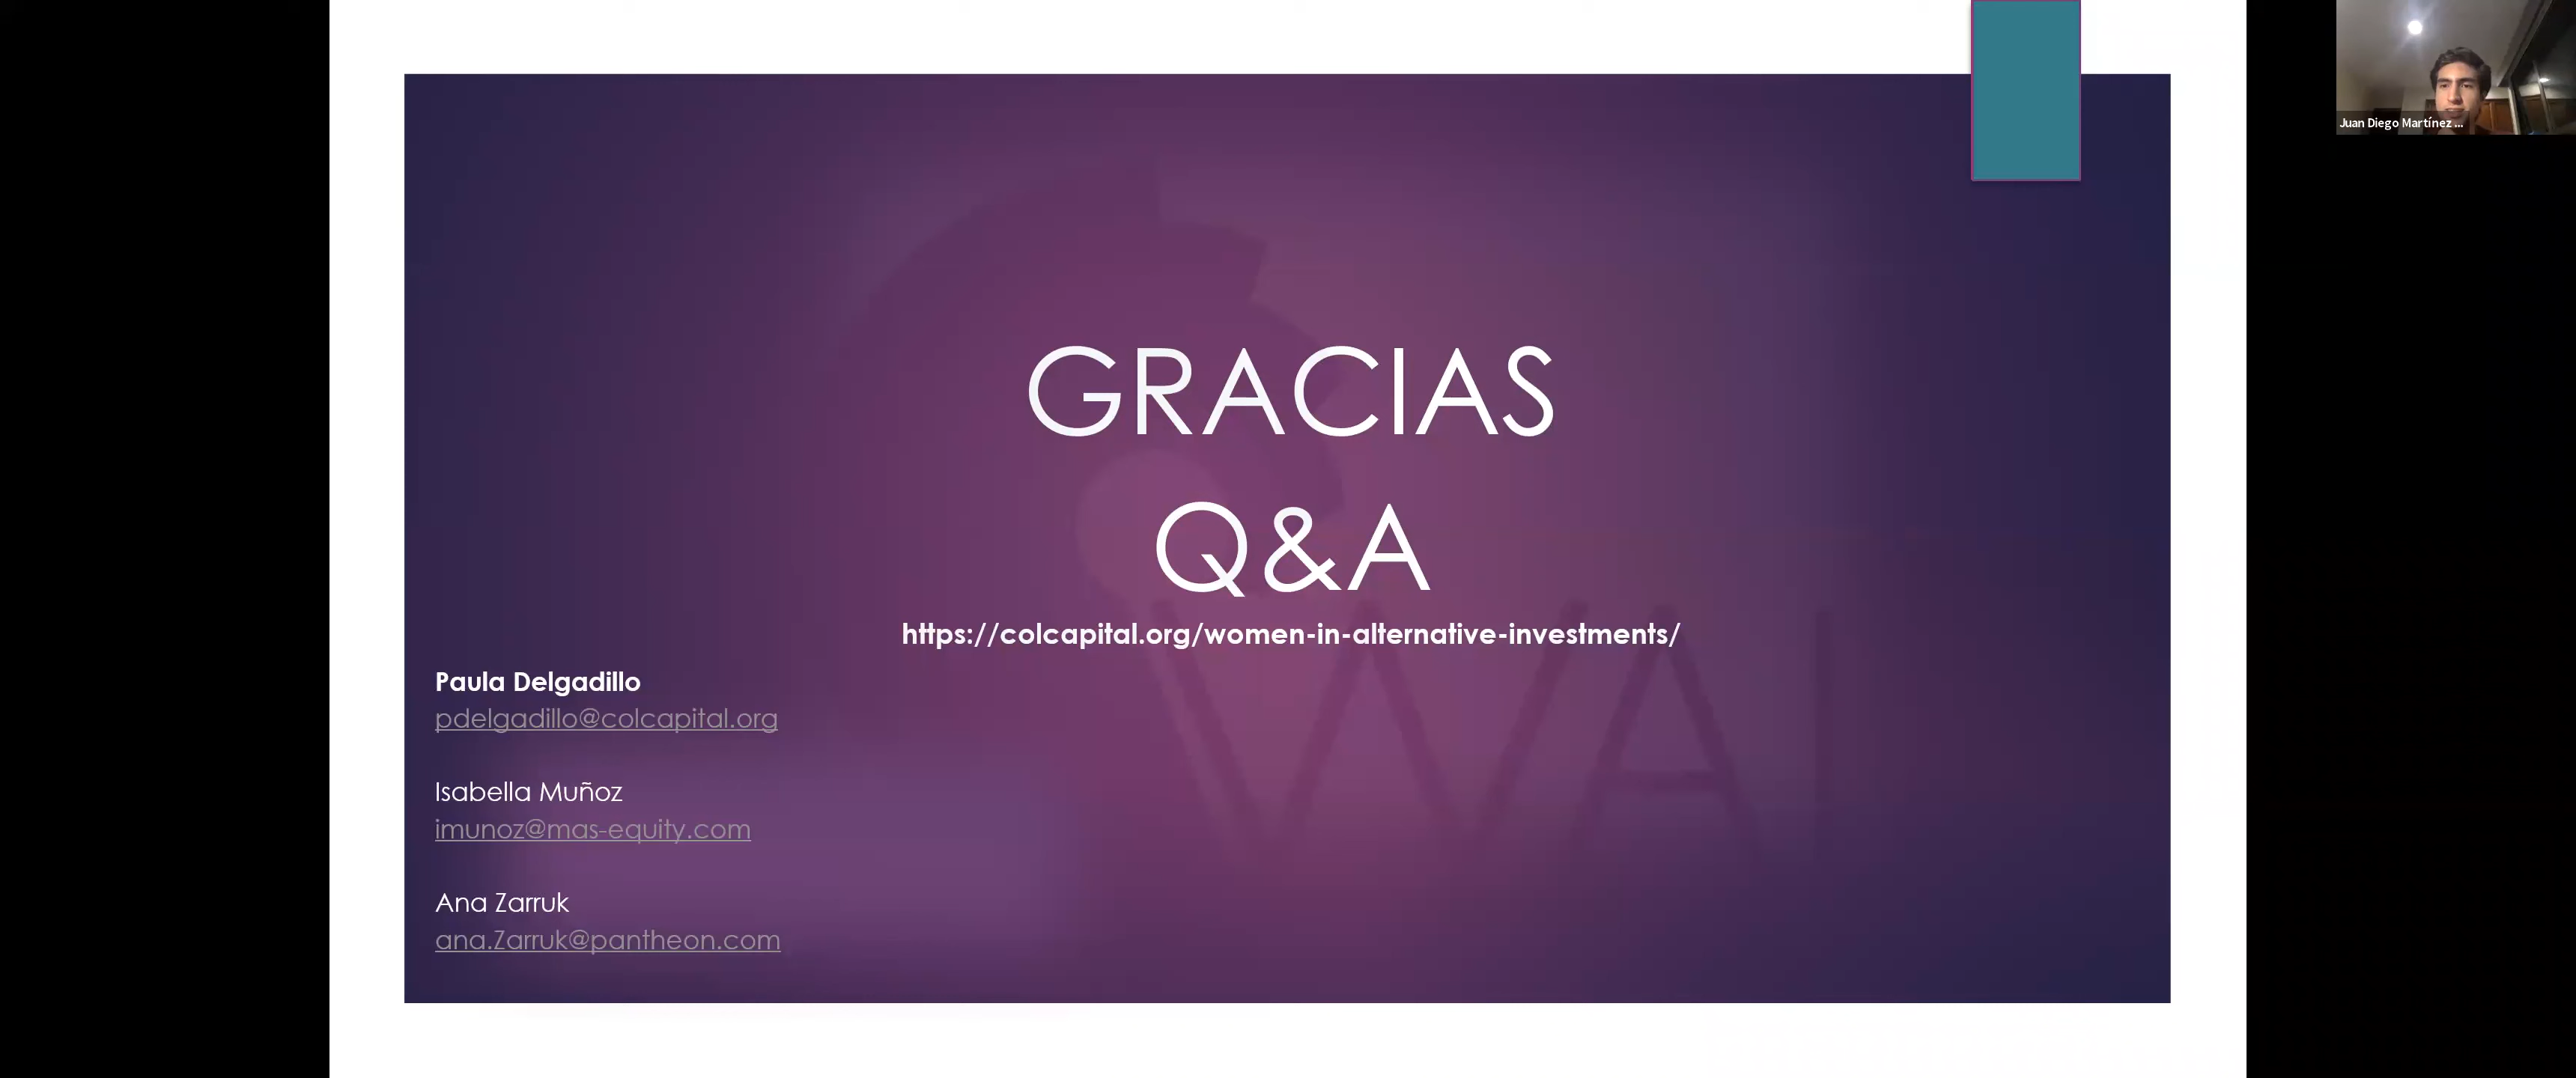 GRACIAS
Q&A
https://colcapital.org/women-in-alternative-investments/
Paula Delgadillo
pdelgadillo@colcapital.org
Isabella Muñoz
imunoz@mas-equity.com
Ana Zarruk
ana.Zarruk@pantheon.com
WAI
Juan Diego Martínez ...